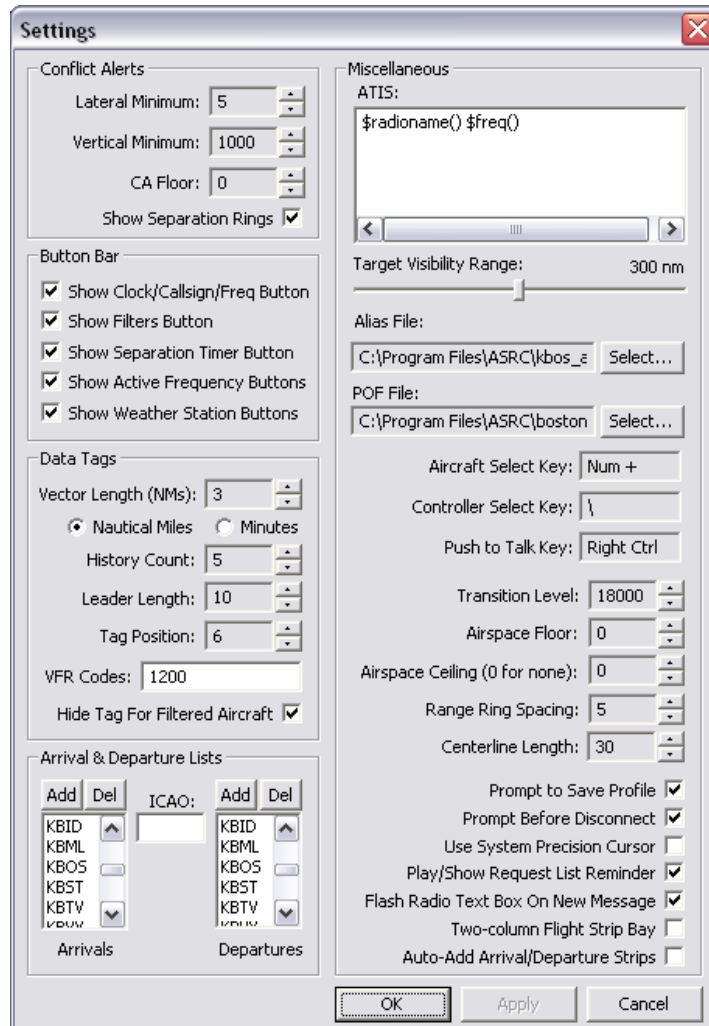 Settings
Conflict Alerts
Lateral Minimum: 5
Vertical Minimum: 1000
CA Floor: 0
Show Separation Rings
Button Bar
Show Clock/Callsign/Freq Button
Show Filters Button
Show Separation Timer Button
Show Active Frequency Buttons
Show Weather Station Buttons
Data Tags
Vector Length (NMs): 3
Nautical Miles Minutes
History Count: 5
Leader Length: 10
Tag Position: 6
VFR Codes: 1200
Hide Tag For Filtered Aircraft
Arrival & Departure Lists
Add Del ICAO: Add Del
KBID KBID
KBML KBML
KBOS KBOS
KBST KBST
KBTV KBTV
Arrivals Departures
Miscellaneous
ATIS:
$radioname() $freq()
Target Visibility Range: 300 nm
Alias File:
C:\Program Files\ASRC\kbos_a Select...
POF File:
C:\Program Files\ASRC\boston Select...
Aircraft Select Key: Num +
Controller Select Key: \
Push to Talk Key: Right Ctrl
Transition Level: 18000
Airspace Floor: 0
Airspace Ceiling (0 for none): 0
Range Ring Spacing: 5
Centerline Length: 30
Prompt to Save Profile
Prompt Before Disconnect
Use System Precision Cursor
Play/Show Request List Reminder
Flash Radio Text Box On New Message
Two-column Flight Strip Bay
Auto-Add Arrival/Departure Strips
OK Apply Cancel